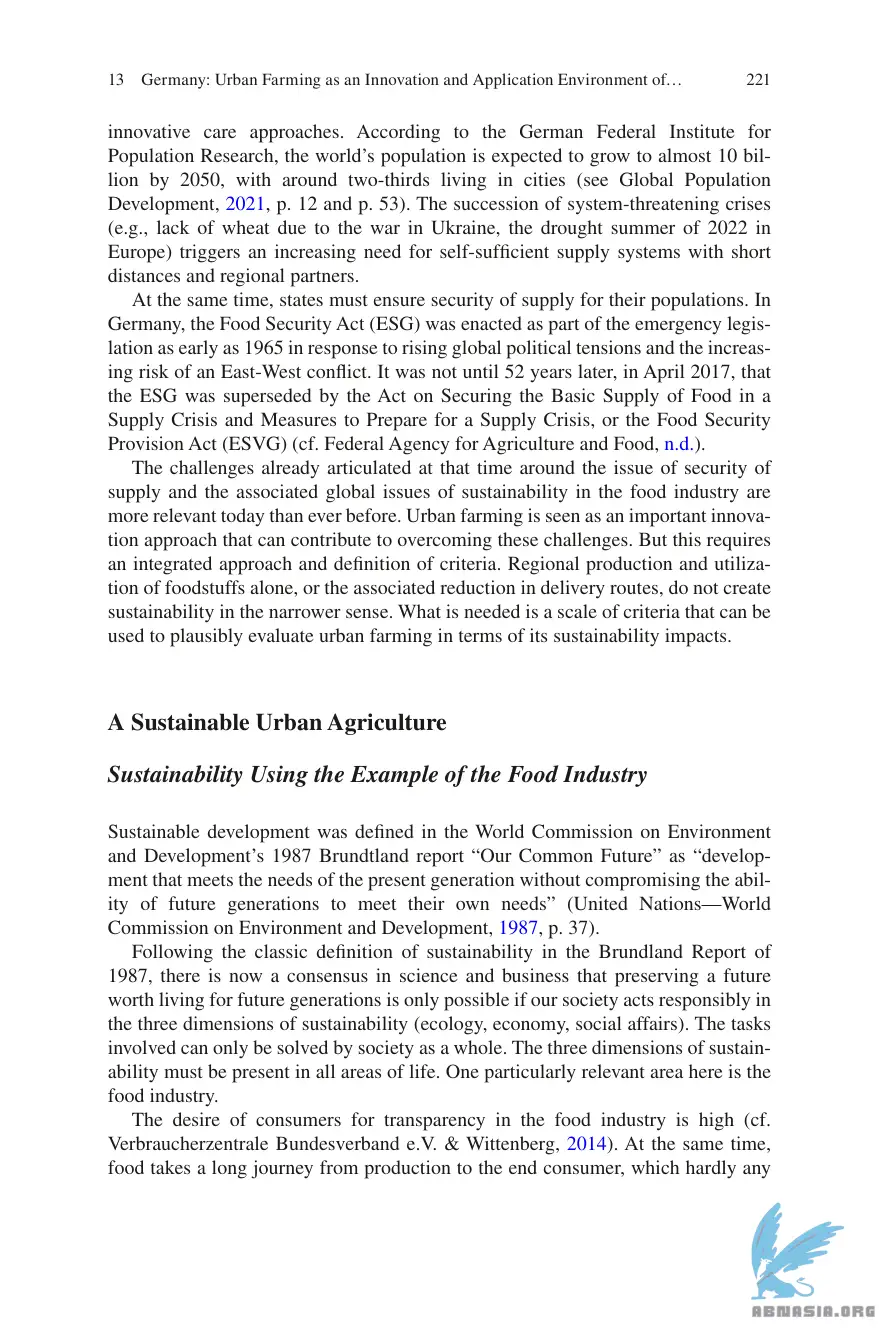 13 Germany: Urban Farming as an Innovation and Application Environment of… 221
innovative care approaches. According to the German Federal Institute for
Population Research, the world's population is expected to grow to almost 10 bil-
lion by 2050, with around two-thirds living in cities (see Global Population
Development, 2021, p. 12 and p. 53). The succession of system-threatening crises
(e.g., lack of wheat due to the war in Ukraine, the drought summer of 2022 in
Europe) triggers an increasing need for self-sufficient supply systems with short
distances and regional partners.
At the same time, states must ensure security of supply for their populations. In
Germany, the Food Security Act (ESG) was enacted as part of the emergency legis-
lation as early as 1965 in response to rising global political tensions and the increas-
ing risk of an East-West conflict. It was not until 52 years later, in April 2017, that
the ESG was superseded by the Act on Securing the Basic Supply of Food in a
Supply Crisis and Measures to Prepare for a Supply Crisis, or the Food Security
Provision Act (ESVG) (cf. Federal Agency for Agriculture and Food, n.d.).
The challenges already articulated at that time around the issue of security of
supply and the associated global issues of sustainability in the food industry are
more relevant today than ever before. Urban farming is seen as an important innova-
tion approach that can contribute to overcoming these challenges. But this requires
an integrated approach and definition of criteria. Regional production and utiliza-
tion of foodstuffs alone, or the associated reduction in delivery routes, do not create
sustainability in the narrower sense. What is needed is a scale of criteria that can be
used to plausibly evaluate urban farming in terms of its sustainability impacts.
A Sustainable Urban Agriculture
Sustainability Using the Example of the Food Industry
Sustainable development was defined in the World Commission on Environment
and Development's 1987 Brundtland report “Our Common Future” as “develop-
ment that meets the needs of the present generation without compromising the abil-
ity of future generations to meet their own needs” (United Nations—World
Commission on Environment and Development, 1987, p. 37).
Following the classic definition of sustainability in the Brundland Report of
1987, there is now a consensus in science and business that preserving a future
worth living for future generations is only possible if our society acts responsibly in
the three dimensions of sustainability (ecology, economy, social affairs). The tasks
involved can only be solved by society as a whole. The three dimensions of sustain-
ability must be present in all areas of life. One particularly relevant area here is the
food industry.
The desire of consumers for transparency in the food industry is high (cf.
Verbraucherzentrale Bundesverband e.V. & Wittenberg, 2014). At the same time,
food takes a long journey from production to the end consumer, which hardly any
ABNASIA.ORG